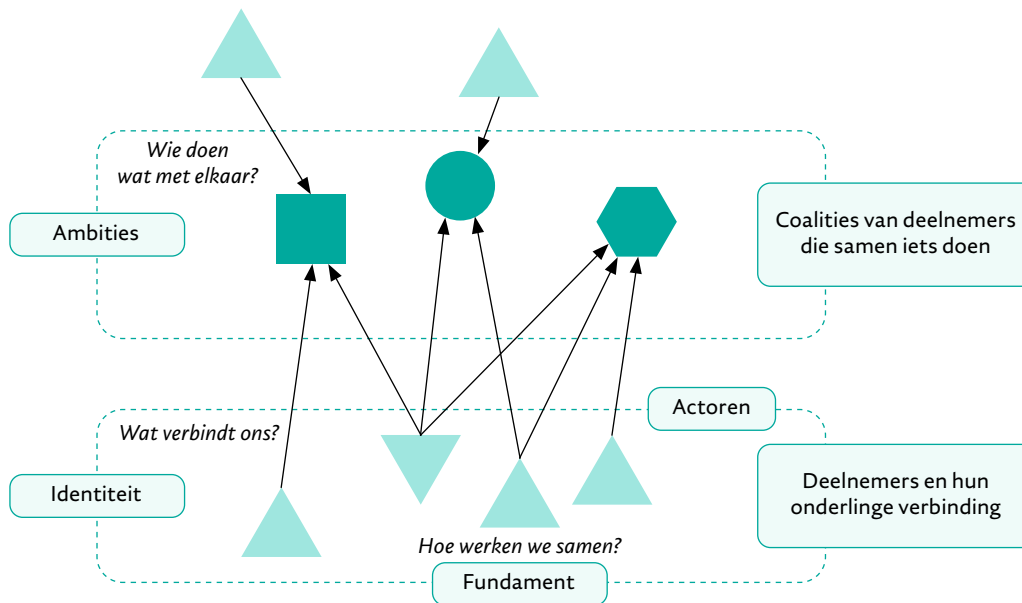 Wie doen
wat met elkaar?
Ambities
Coalities van deelnemers
die samen iets doen
Actoren
Wat verbindt ons?
Identiteit
Deelnemers en hun
onderlinge verbinding
Hoe werken we samen?
Fundament